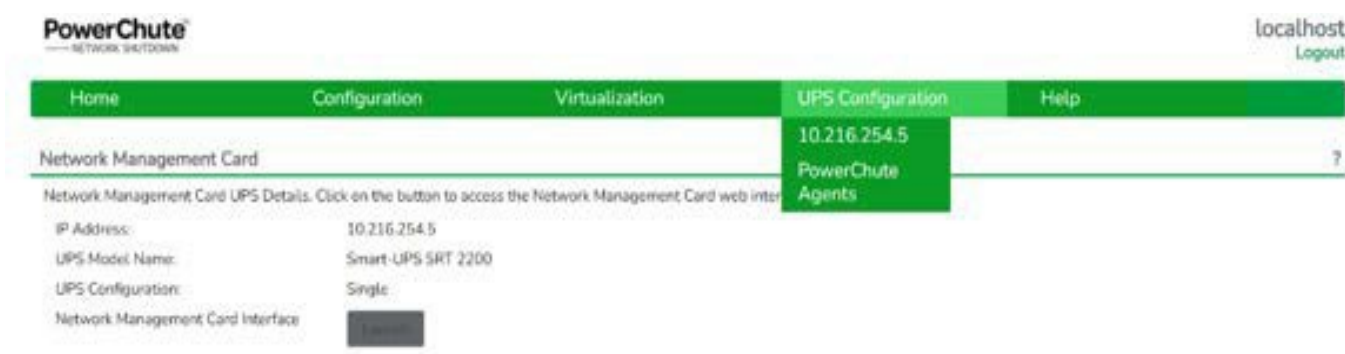 PowerChute
NETWORK SHUTDOWN
localhost
Logout
Home Configuration Virtualization UPS Configuration Help
10.216.254.5
PowerChute
Agents
Network Management Card ?
Network Management Card UPS Details. Click on the button to access the Network Management Card web inter
IP Address: 10.216.254.5
UPS Model Name: Smart-UPS SRT 2200
UPS Configuration: Single
Network Management Card Interface